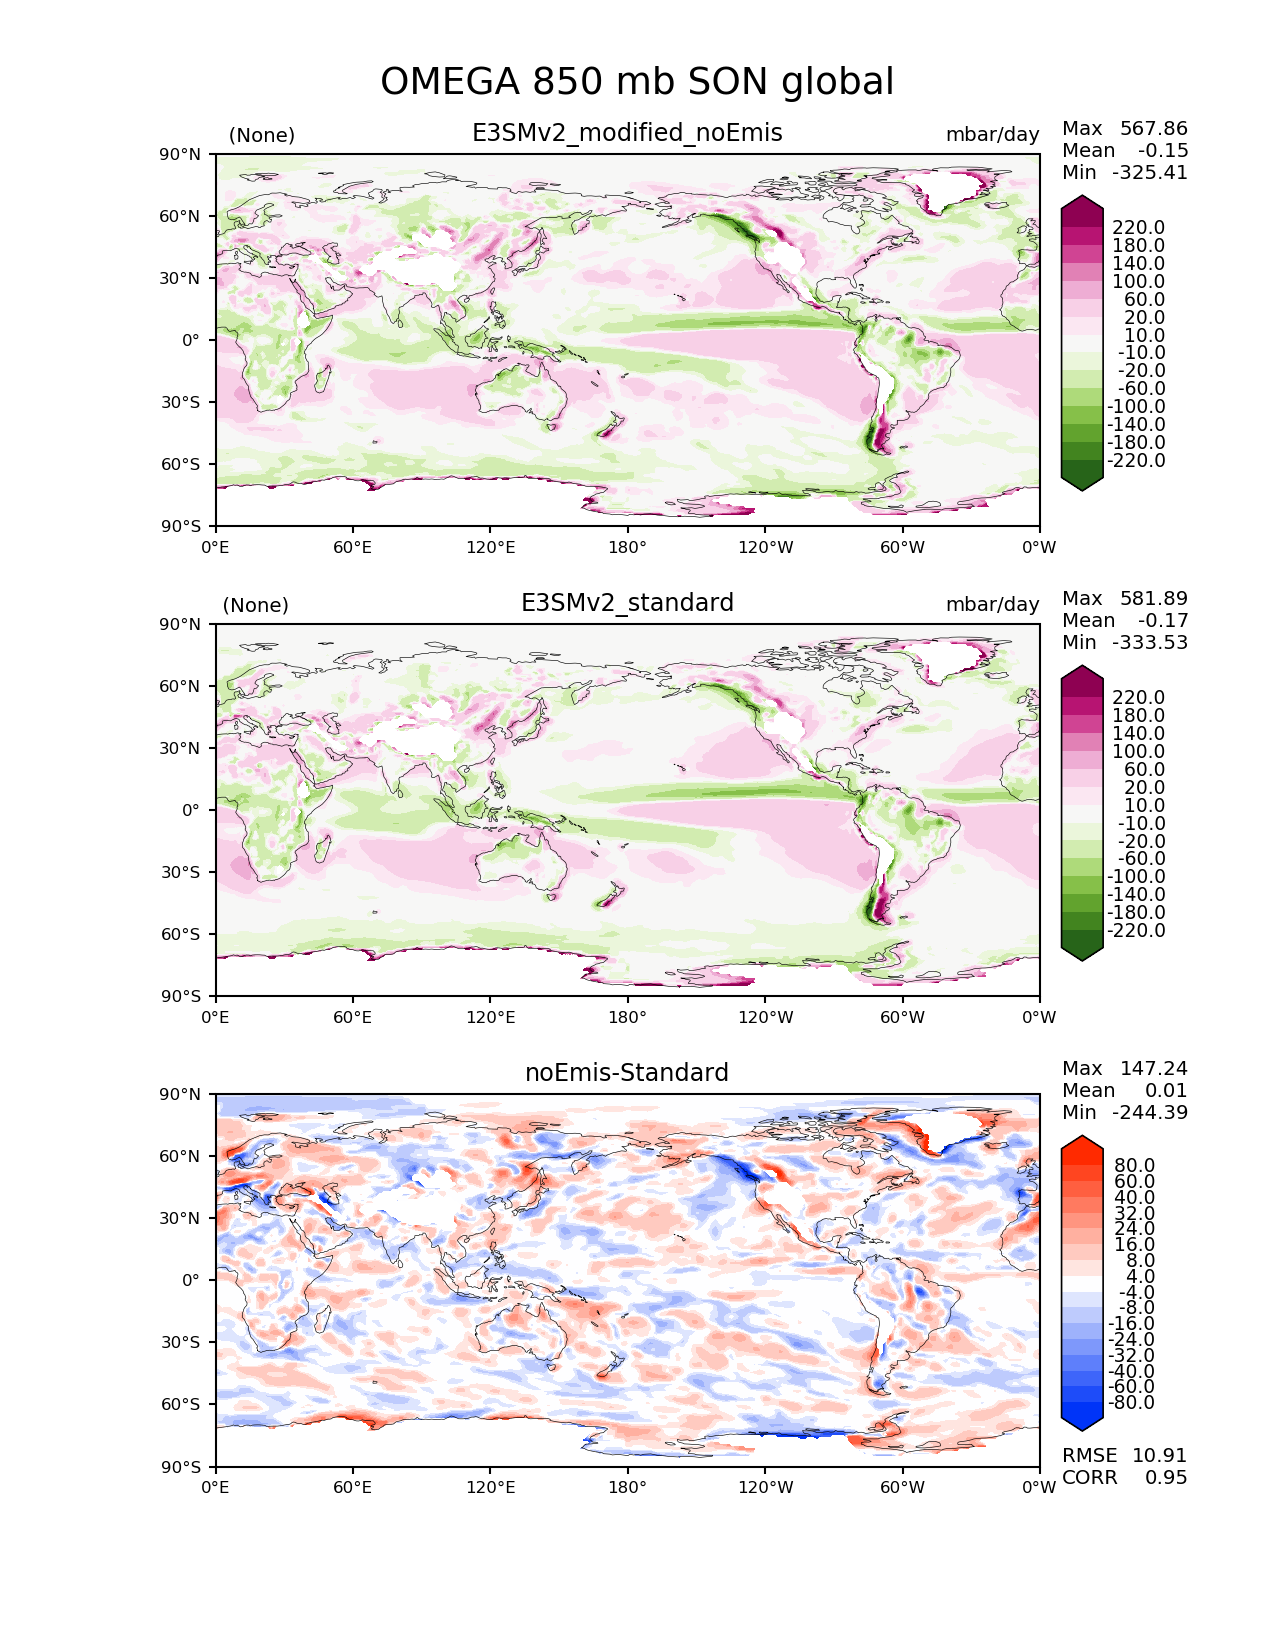 OMEGA 850 mb SON global
(None) E3SMv2_modified_noEmis mbar/day
Max 567.86
Mean -0.15
Min -325.41
90°N
60°N
30°N
0°
30°S
60°S
90°S
0°E 60°E 120°E 180° 120°W 60°W 0°W
220.0
180.0
140.0
100.0
60.0
20.0
10.0
-10.0
-20.0
-60.0
-100.0
-140.0
-180.0
-220.0
(None) E3SMv2_standard mbar/day
Max 581.89
Mean -0.17
Min -333.53
90°N
60°N
30°N
0°
30°S
60°S
90°S
0°E 60°E 120°E 180° 120°W 60°W 0°W
220.0
180.0
140.0
100.0
60.0
20.0
10.0
-10.0
-20.0
-60.0
-100.0
-140.0
-180.0
-220.0
noEmis-Standard
Max 147.24
Mean 0.01
Min -244.39
90°N
60°N
30°N
0°
30°S
60°S
90°S
0°E 60°E 120°E 180° 120°W 60°W 0°W
80.0
60.0
40.0
32.0
24.0
16.0
8.0
4.0
-4.0
-8.0
-16.0
-24.0
-32.0
-40.0
-60.0
-80.0
RMSE 10.91
CORR 0.95